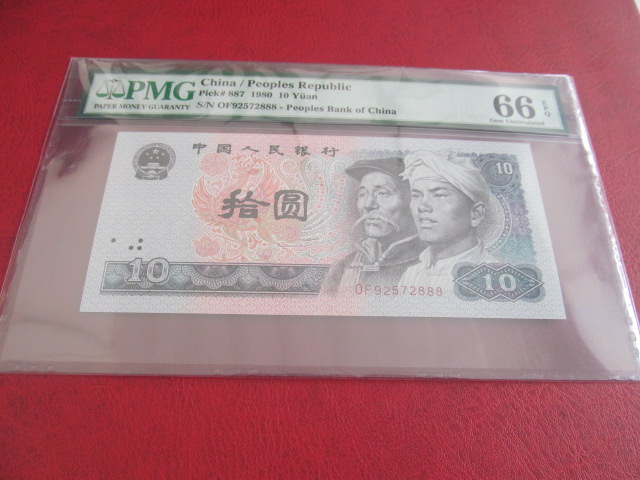 PMG
PAPER MONEY GUARANTY
China / Peoples Republic
Pick# 887 1980 10 Yüan
S/N OF92572888 - Peoples Bank of China
66 EPQ
Gem Uncirculated
中国人民银行
10
拾圆
10
OF92572888
10